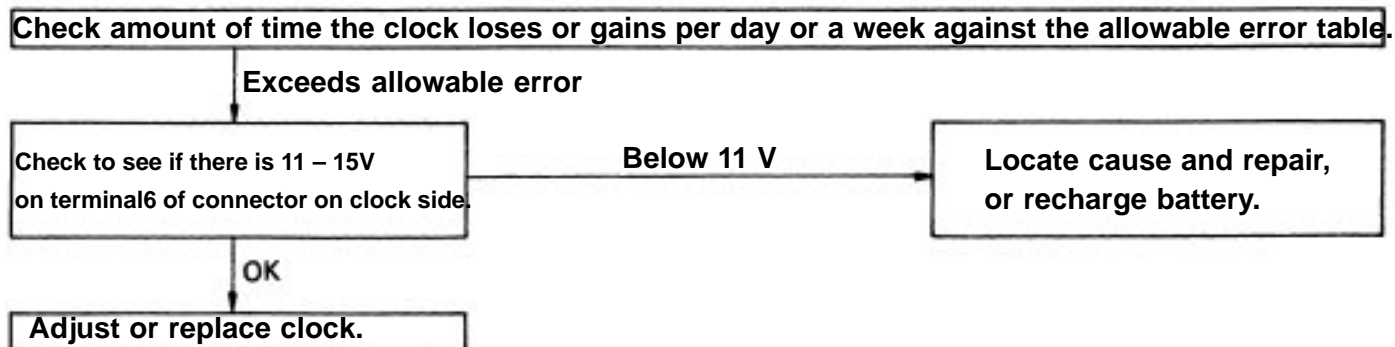 Check amount of time the clock loses or gains per day or a week against the allowable error table.
Exceeds allowable error
Check to see if there is 11 – 15V
on terminal6 of connector on clock side.
Below 11 V
Locate cause and repair,
or recharge battery.
OK
Adjust or replace clock.